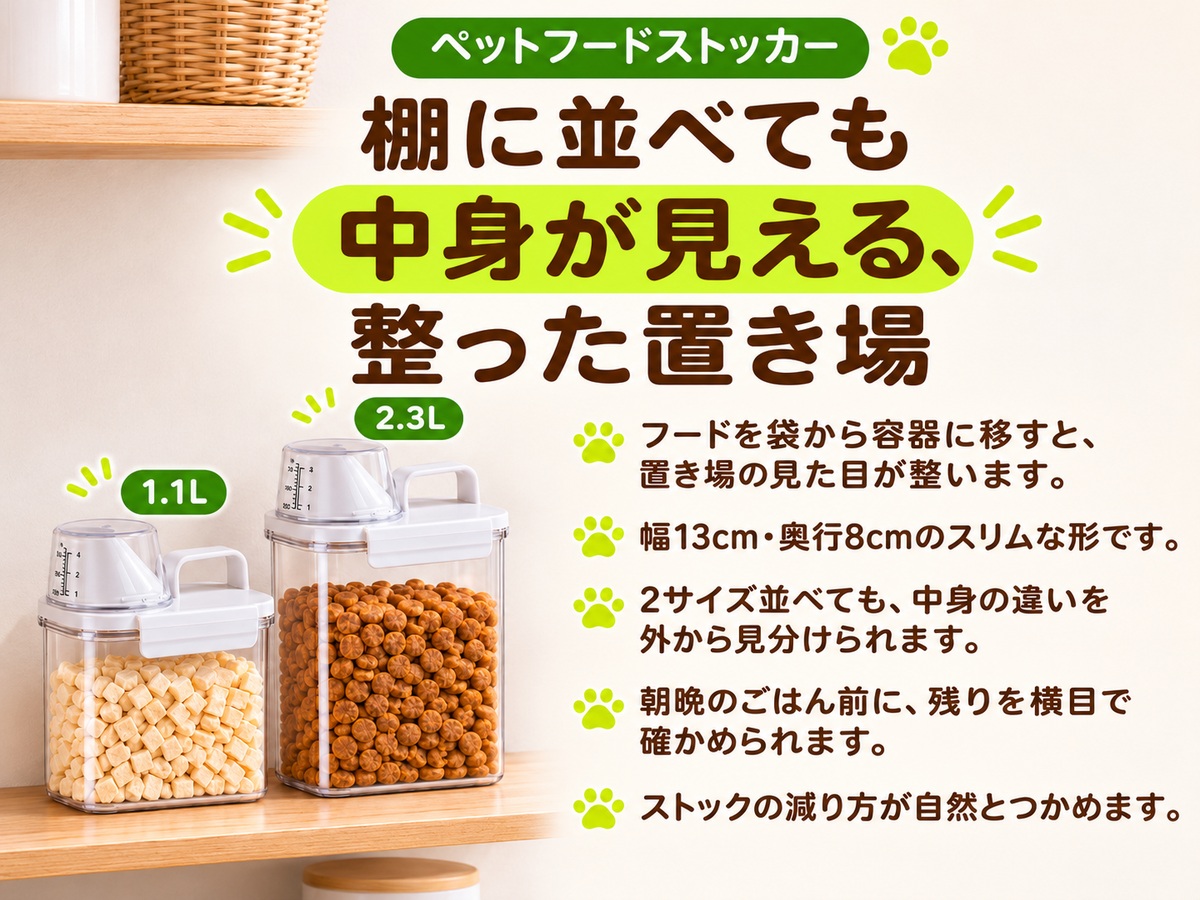 ペットフードストッカー
棚に並べても
中身が見える、
整った置き場
2.3L
1.1L
フードを袋から容器に移すと、
置き場の見た目が整います。
幅13cm・奥行8cmのスリムな形です。
2サイズ並べても、中身の違いを
外から見分けられます。
朝晩のごはん前に、残りを横目で
確かめられます。
ストックの減り方が自然とつかめます。